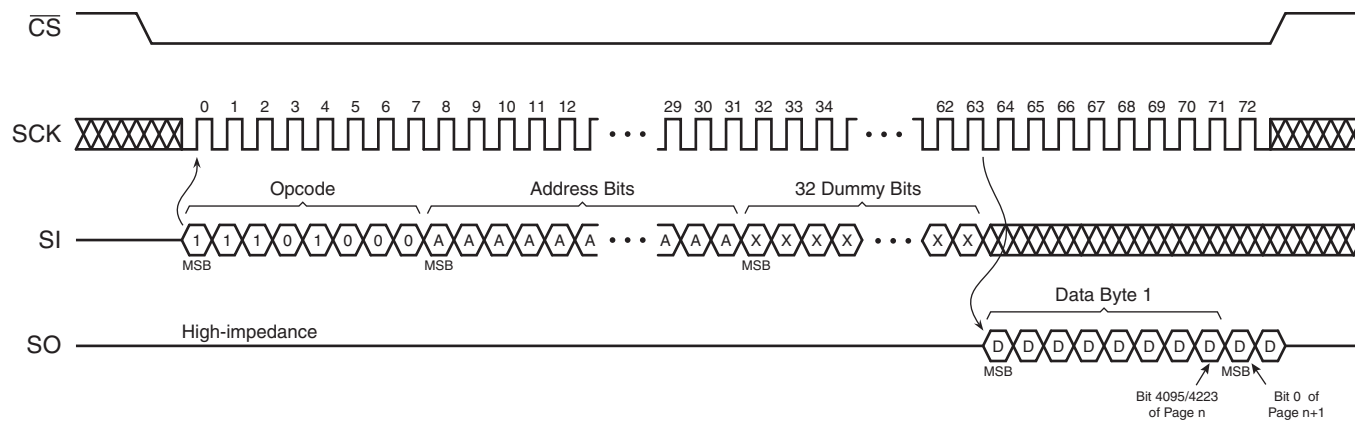 CS
0 1 2 3 4 5 6 7 8 9 10 11 12 29 30 31 32 33 34 62 63 64 65 66 67 68 69 70 71 72
SCK
Opcode Address Bits 32 Dummy Bits
SI 1 1 1 0 1 0 0 0 A A A A A A A A A X X X X X X
MSB MSB MSB
Data Byte 1
High-impedance
SO D D D D D D D D D D
MSB MSB
Bit 4095/4223
of Page n
Bit 0 of
Page n+1